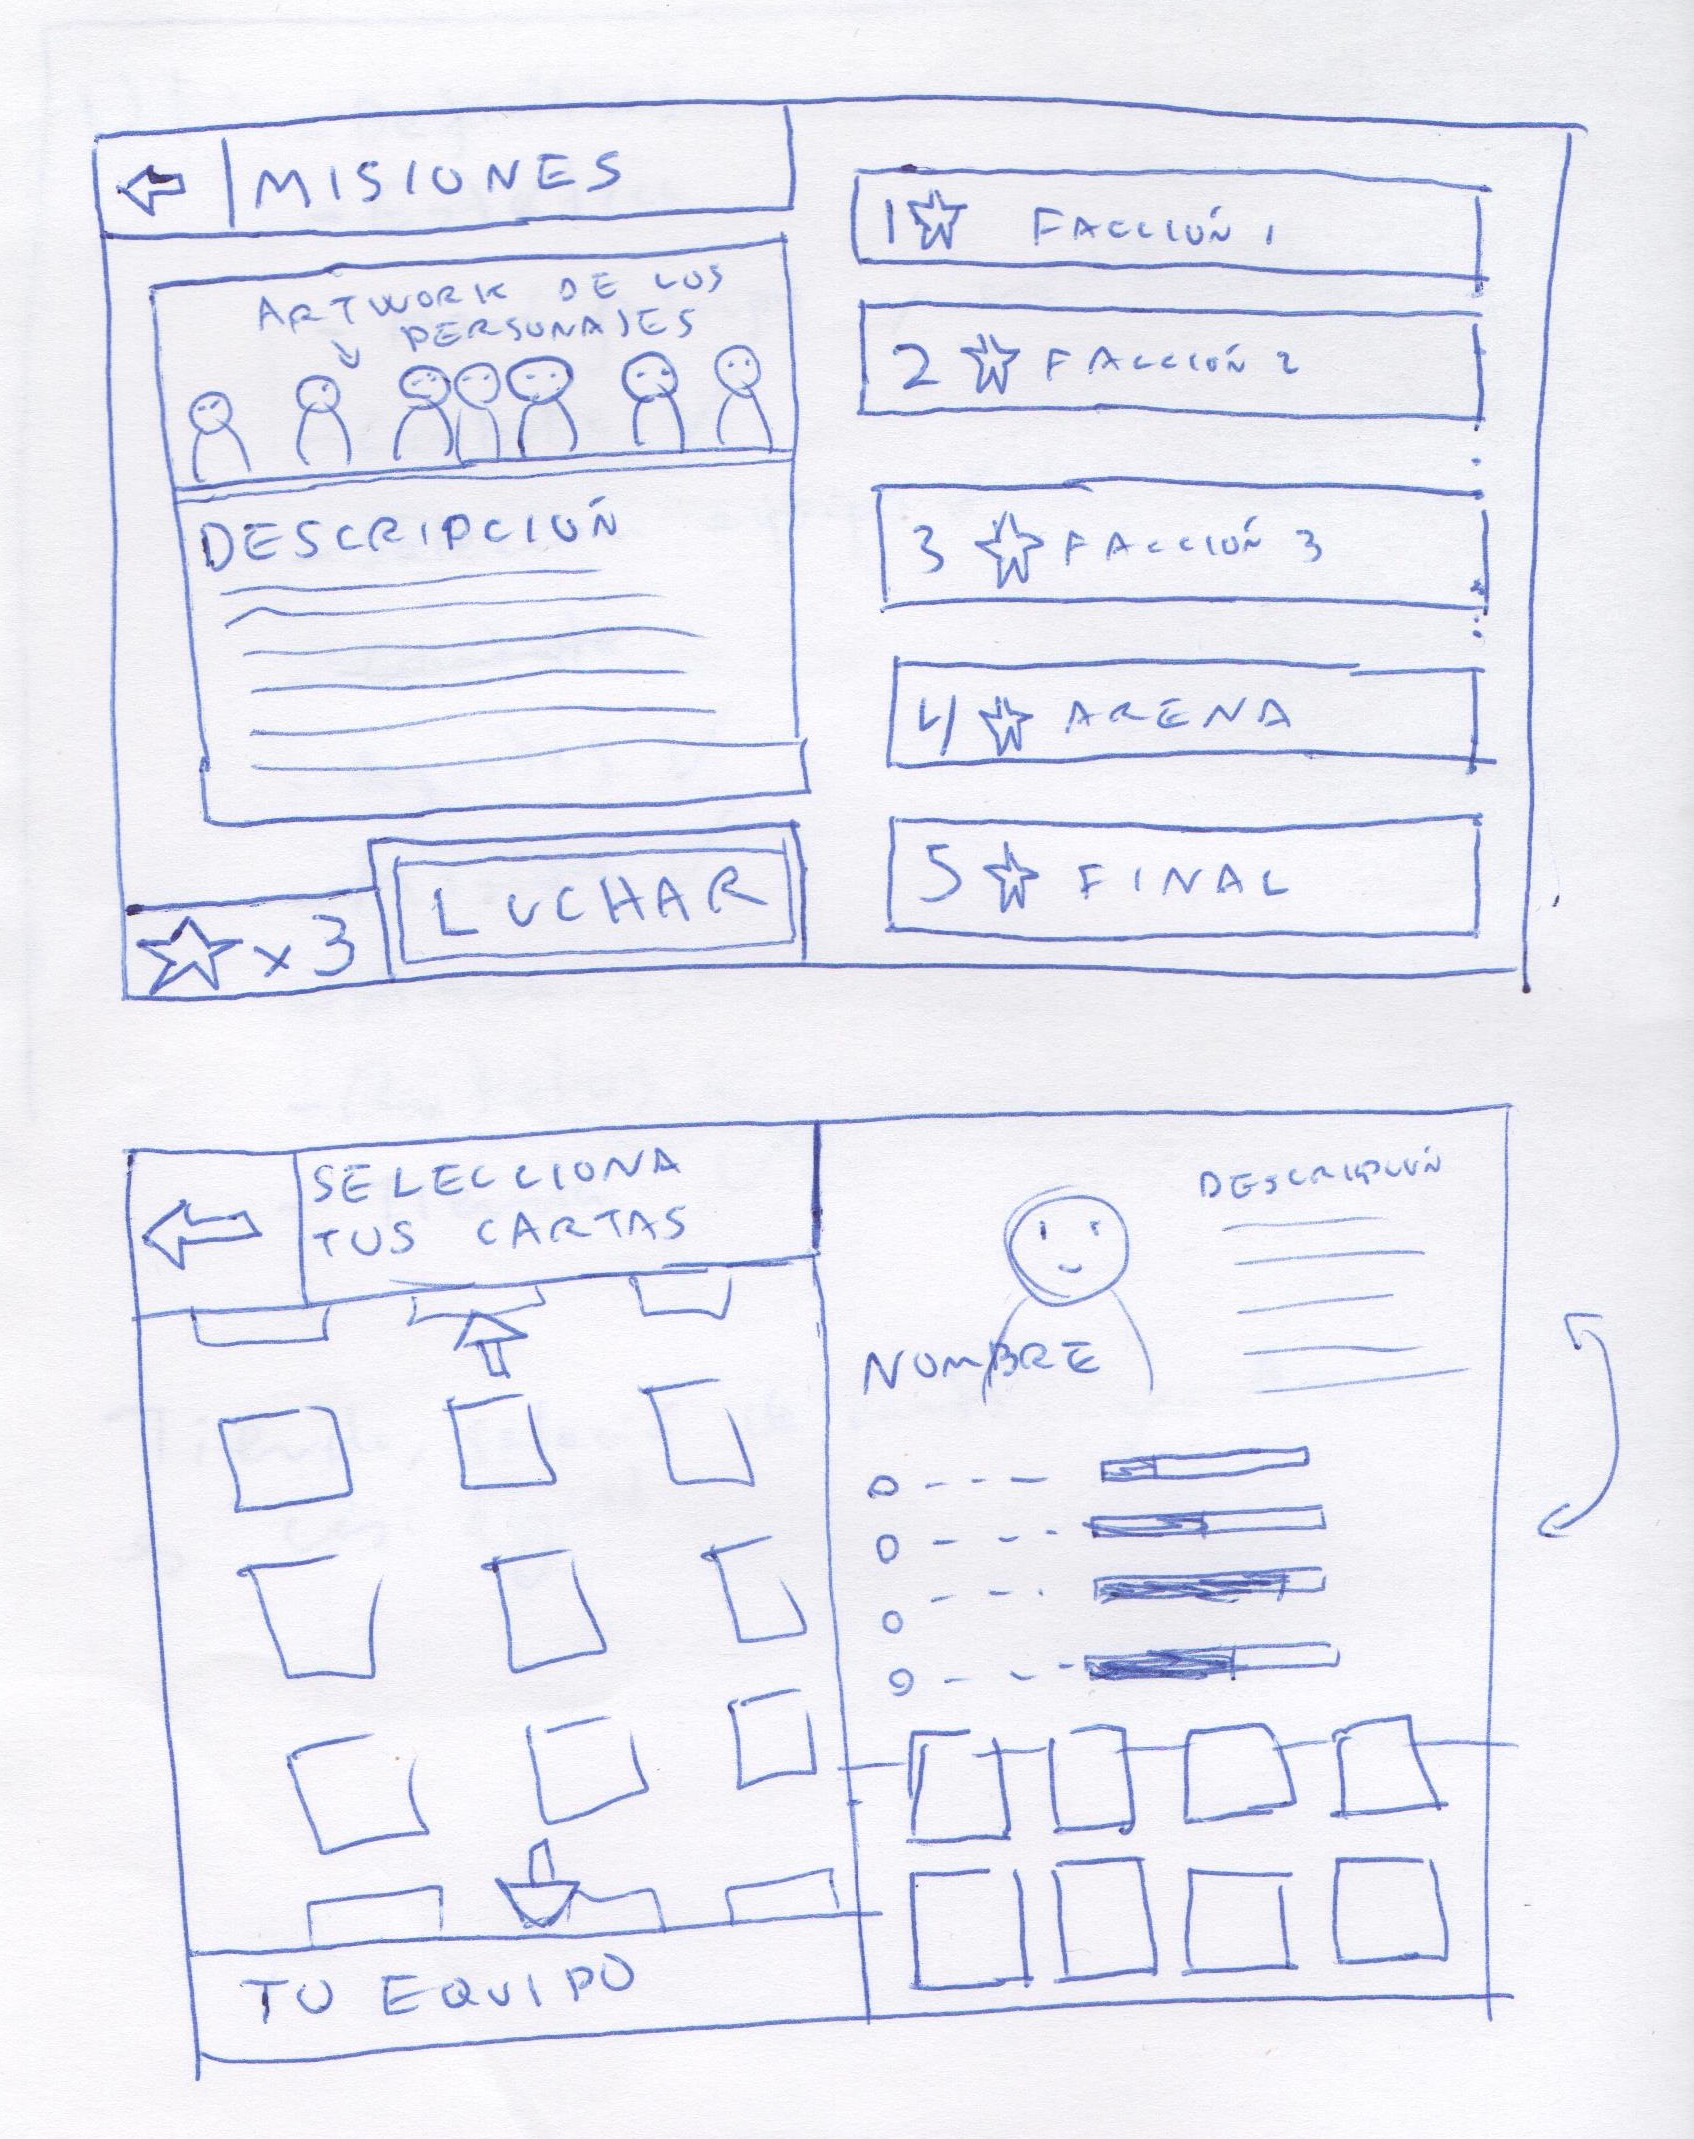 MISIONES
ARTWORK DE LOS
PERSONAJES
DESCRIPCIÓN
x3
LUCHAR
1 FACCIÓN 1
2 FACCIÓN 2
3 FACCIÓN 3
4 ARENA
5 FINAL
SELECCIONA
TUS CARTAS
TU EQUIPO
DESCRIPCIÓN
NOMBRE